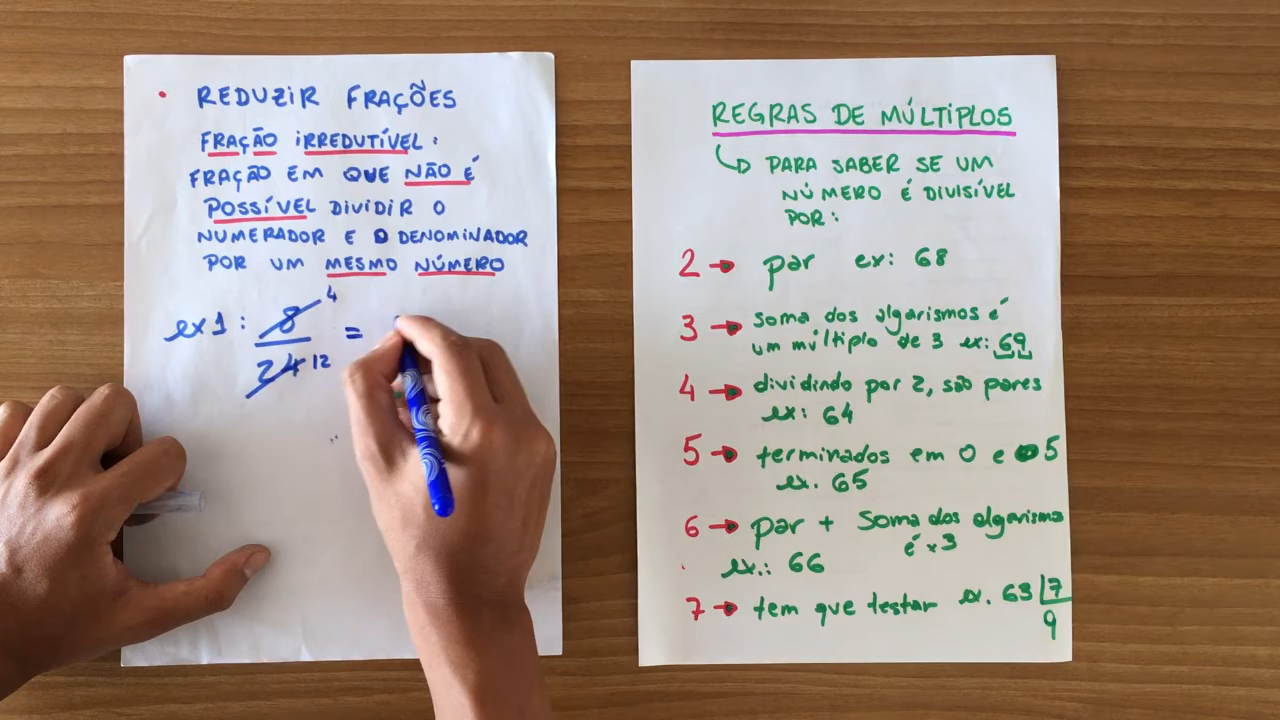 • REDUZIR FRAÇÕES
FRAÇÃO IRREDUTÍVEL:
FRAÇÃO EM QUE NÃO É
POSSÍVEL DIVIDIR O
NUMERADOR E O DENOMINADOR
POR UM MESMO NÚMERO
ex1: 8 4
=
24 12
REGRAS DE MÚLTIPLOS
PARA SABER SE UM
NÚMERO É DIVISÍVEL
POR:
2 → par ex: 68
3 → soma dos algarismos é
um múltiplo de 3 ex: 69
4 → dividindo por 2, são pares
ex: 64
5 → terminados em 0 e 5
ex. 65
6 → par + soma dos algarismo
é x3
ex.: 66
7 → tem que testar ex. 63 7
9